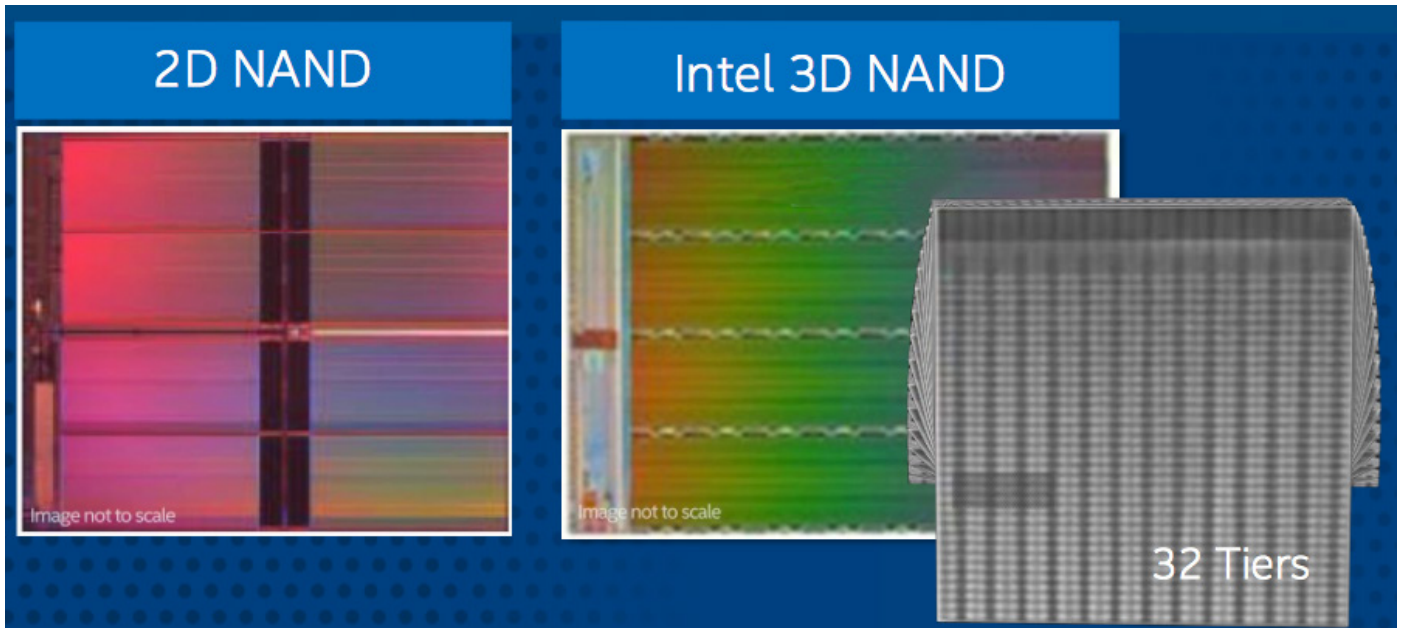 2D NAND
Intel 3D NAND
Image not to scale
Image not to scale
32 Tiers